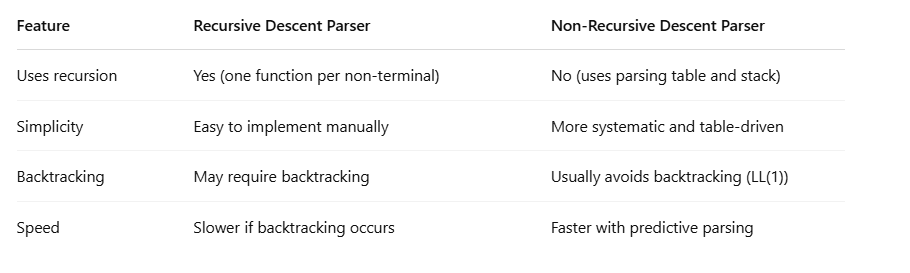 Feature Recursive Descent Parser Non-Recursive Descent Parser
Uses recursion Yes (one function per non-terminal) No (uses parsing table and stack)
Simplicity Easy to implement manually More systematic and table-driven
Backtracking May require backtracking Usually avoids backtracking (LL(1))
Speed Slower if backtracking occurs Faster with predictive parsing